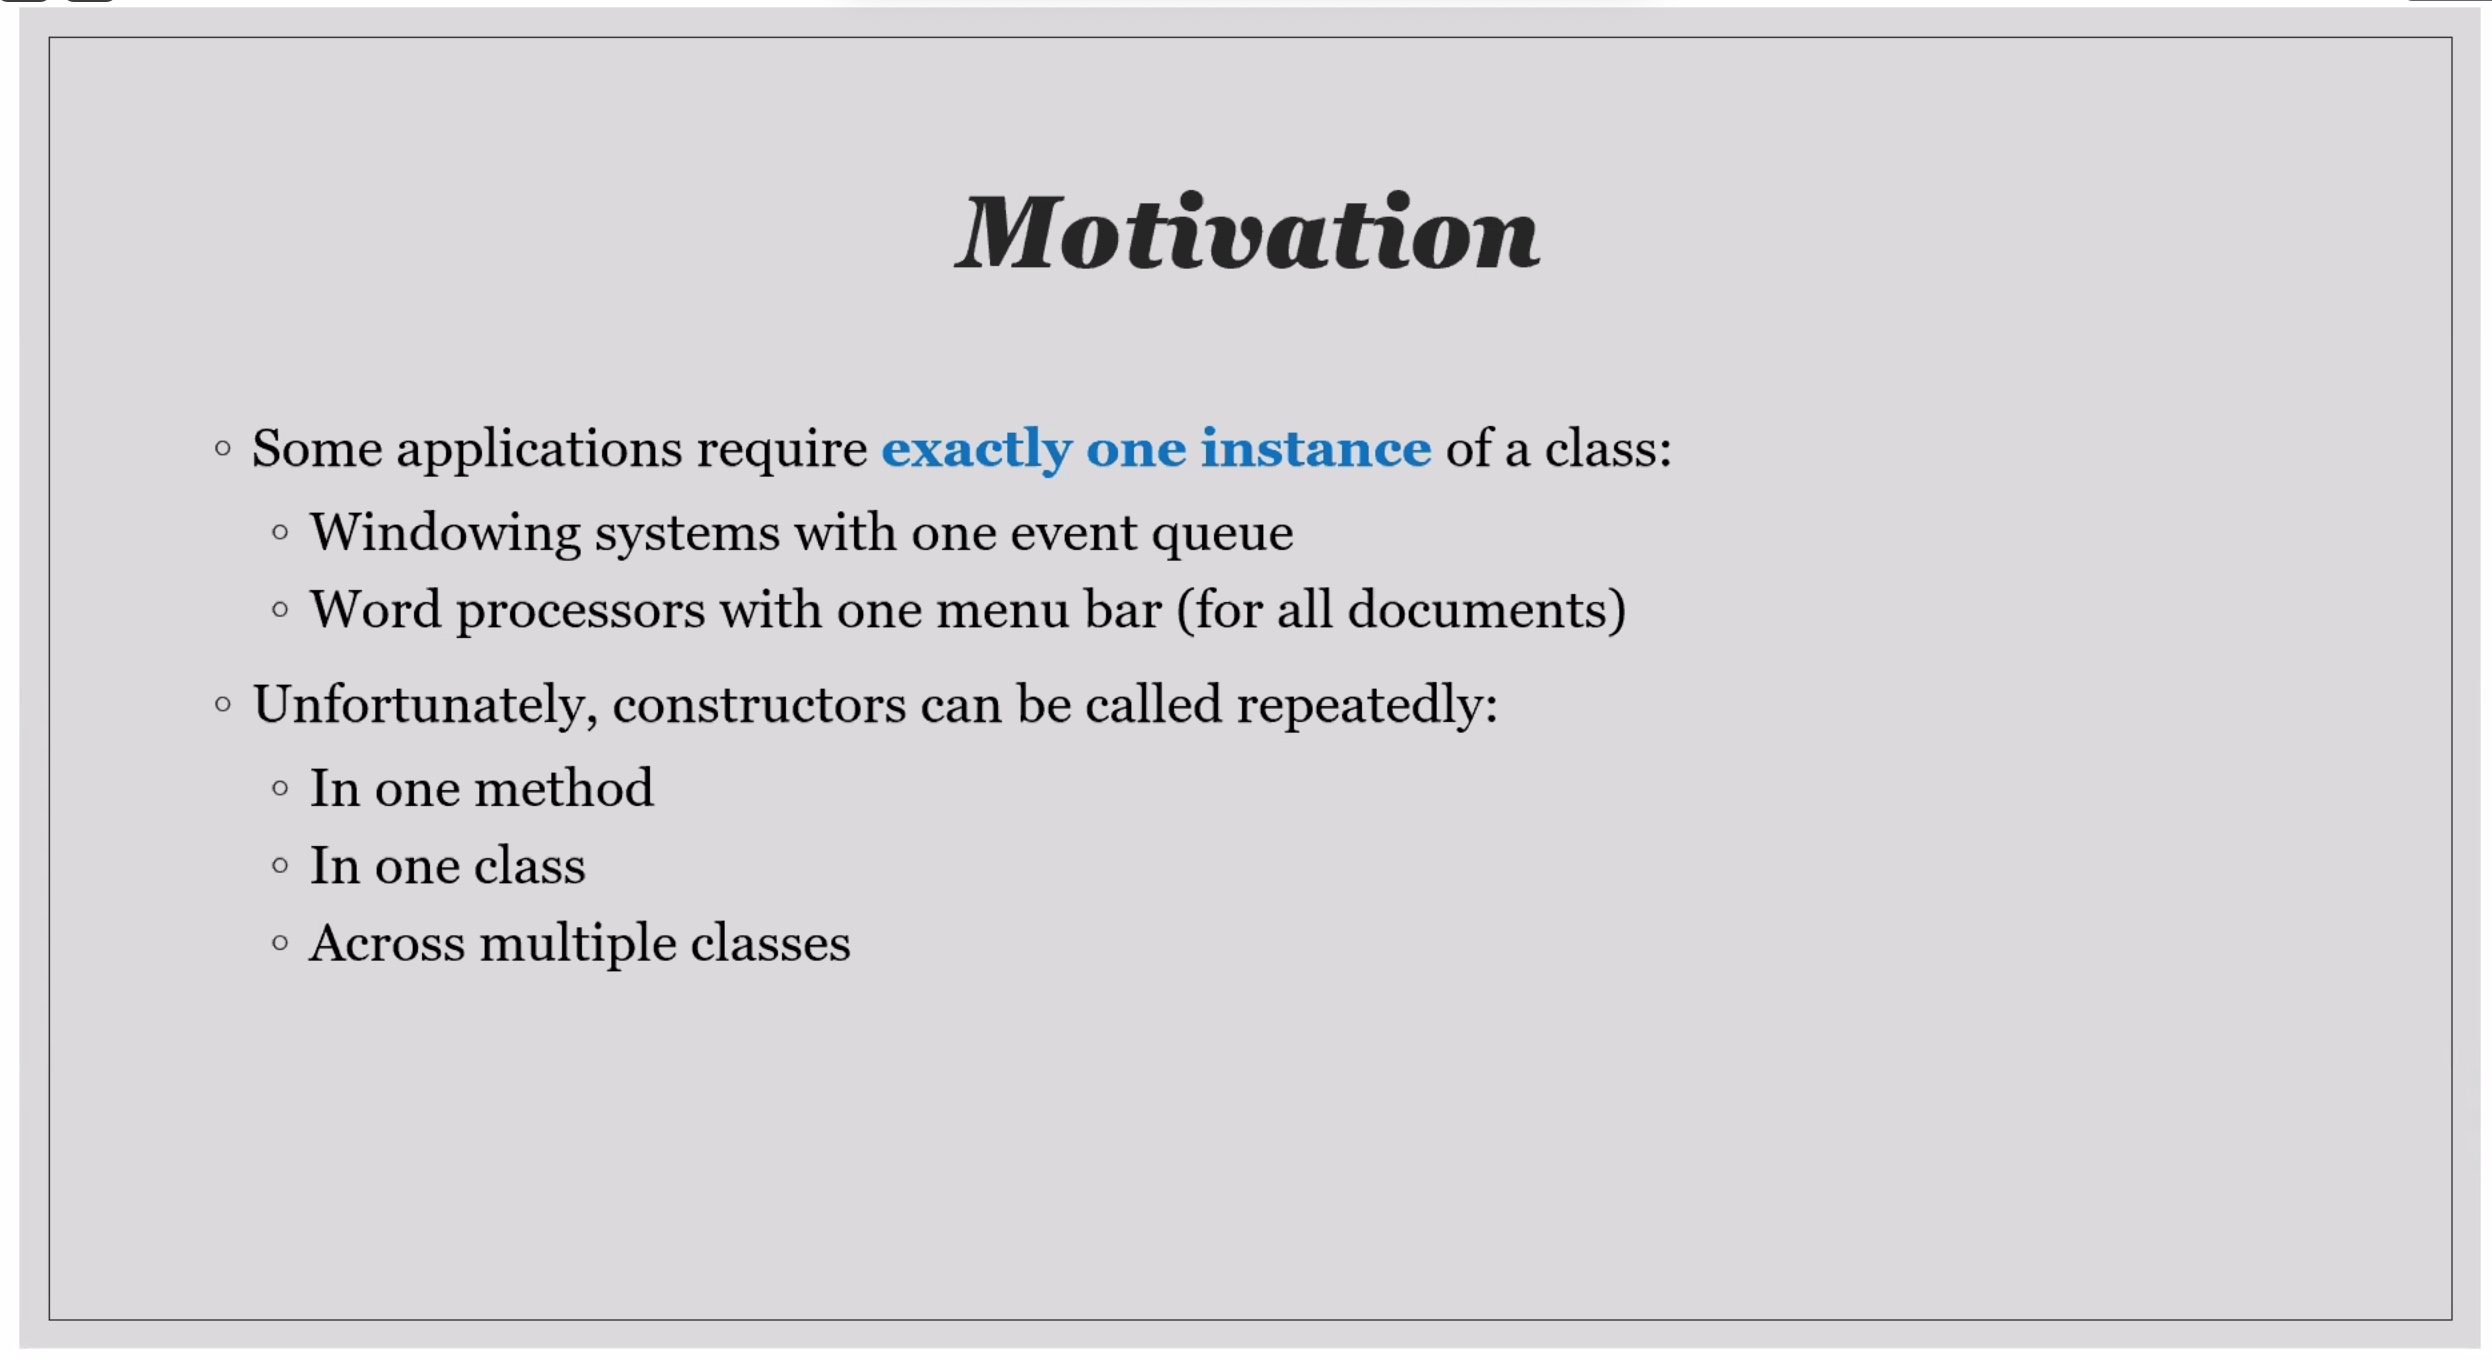 Motivation
◦ Some applications require exactly one instance of a class:
◦ Windowing systems with one event queue
◦ Word processors with one menu bar (for all documents)
◦ Unfortunately, constructors can be called repeatedly:
◦ In one method
◦ In one class
◦ Across multiple classes